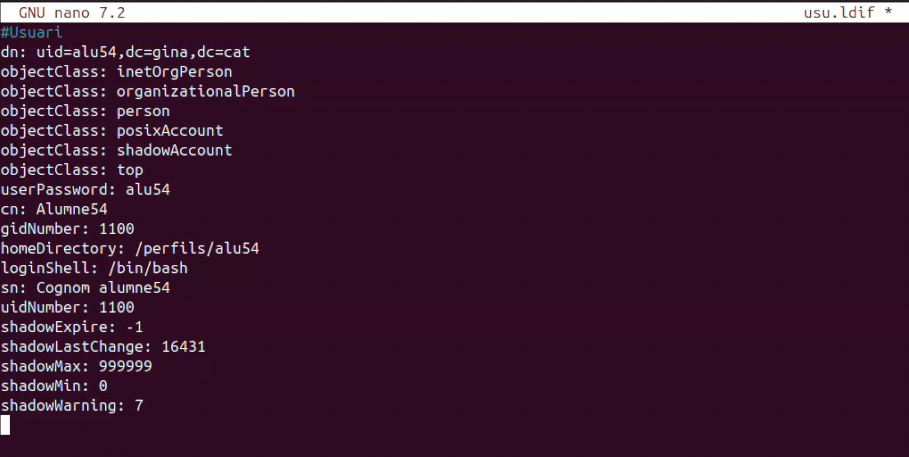 GNU nano 7.2 usu.ldif *
#Usuari
dn: uid=alu54,dc=gina,dc=cat
objectClass: inetOrgPerson
objectClass: organizationalPerson
objectClass: person
objectClass: posixAccount
objectClass: shadowAccount
objectClass: top
userPassword: alu54
cn: Alumne54
gidNumber: 1100
homeDirectory: /perfils/alu54
loginShell: /bin/bash
sn: Cognom alumne54
uidNumber: 1100
shadowExpire: -1
shadowLastChange: 16431
shadowMax: 999999
shadowMin: 0
shadowWarning: 7